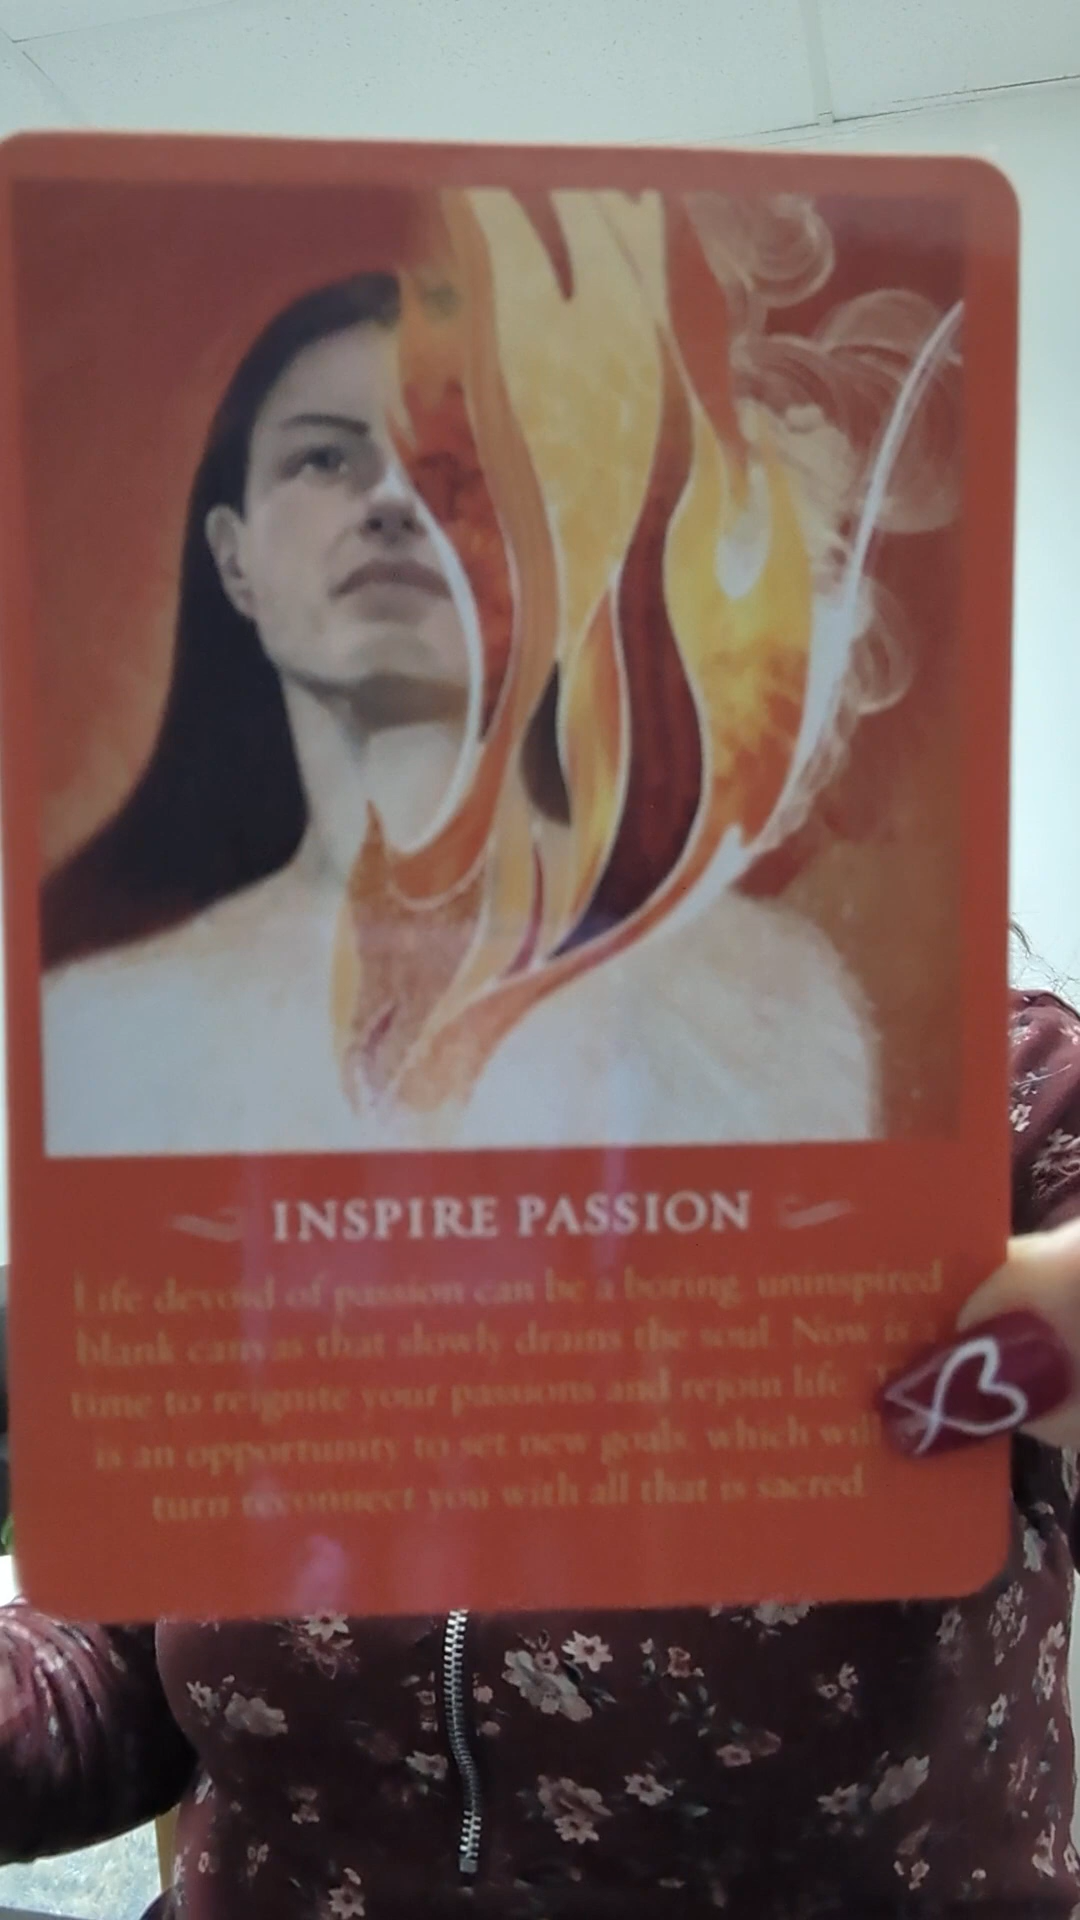 INSPIRE PASSION
Life devoid of passion can be a boring, uninspired
blank canvas that slowly drains the soul. Now is a
time to reignite your passions and rejoin life.
is an opportunity to set new goals, which will
turn reconnect you with all that is sacred.